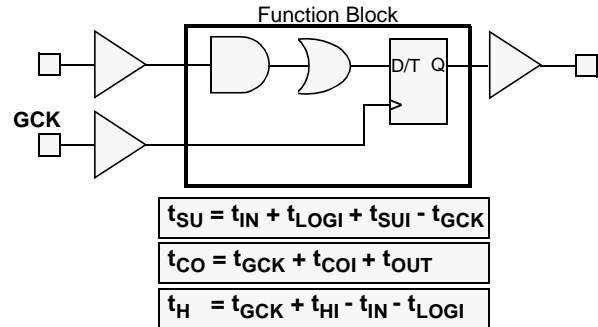 Function Block
D/T Q
GCK
tSU = tIN + tLOGI + tSUI - tGCK
tCO = tGCK + tCOI + tOUT
tH = tGCK + tHI - tIN - tLOGI